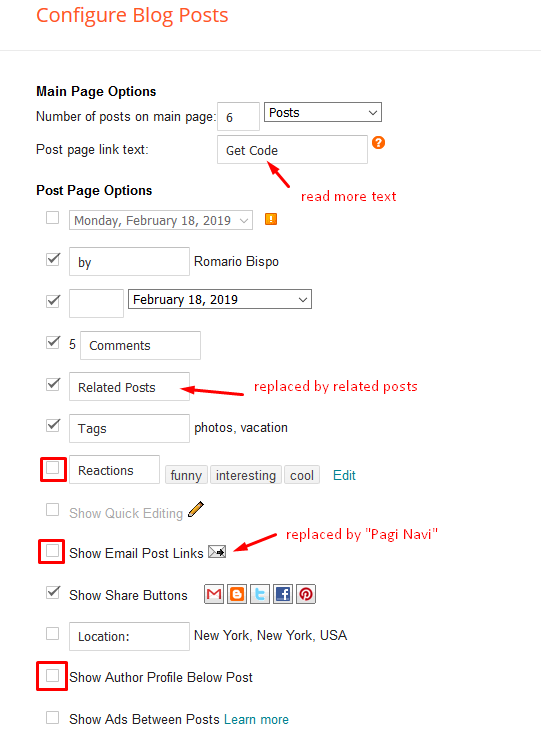 Configure Blog Posts
Main Page Options
Number of posts on main page: 6 Posts
Post page link text: Get Code ?
read more text
Post Page Options
Monday, February 18, 2019 !
by Romario Bispo
February 18, 2019
5 Comments
Related Posts replaced by related posts
Tags photos, vacation
Reactions funny interesting cool Edit
Show Quick Editing
replaced by "Pagi Navi"
Show Email Post Links
Show Share Buttons
Location: New York, New York, USA
Show Author Profile Below Post
Show Ads Between Posts Learn more